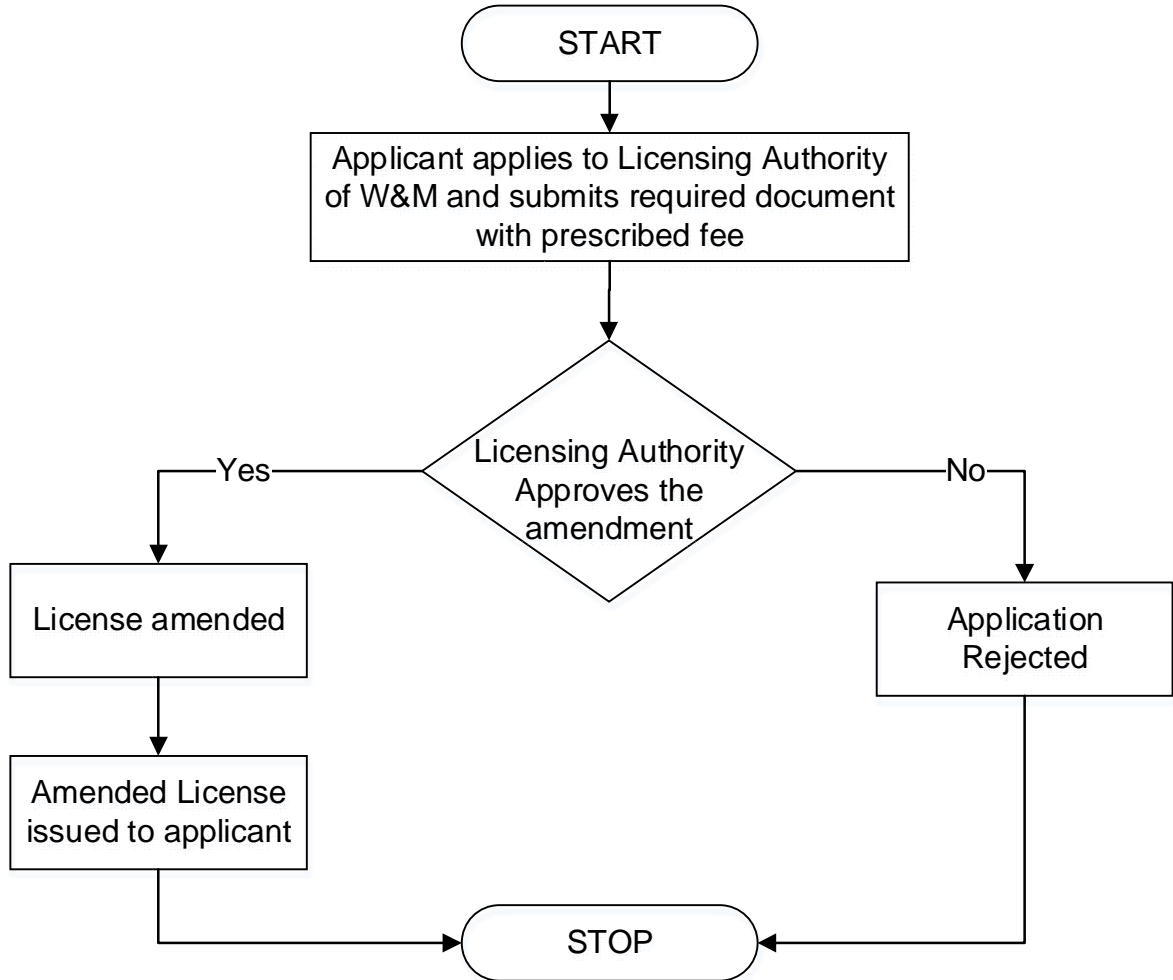 START
Applicant applies to Licensing Authority
of W&M and submits required document
with prescribed fee
Licensing Authority
Approves the
amendment
Yes
No
License amended
Application
Rejected
Amended License
issued to applicant
STOP